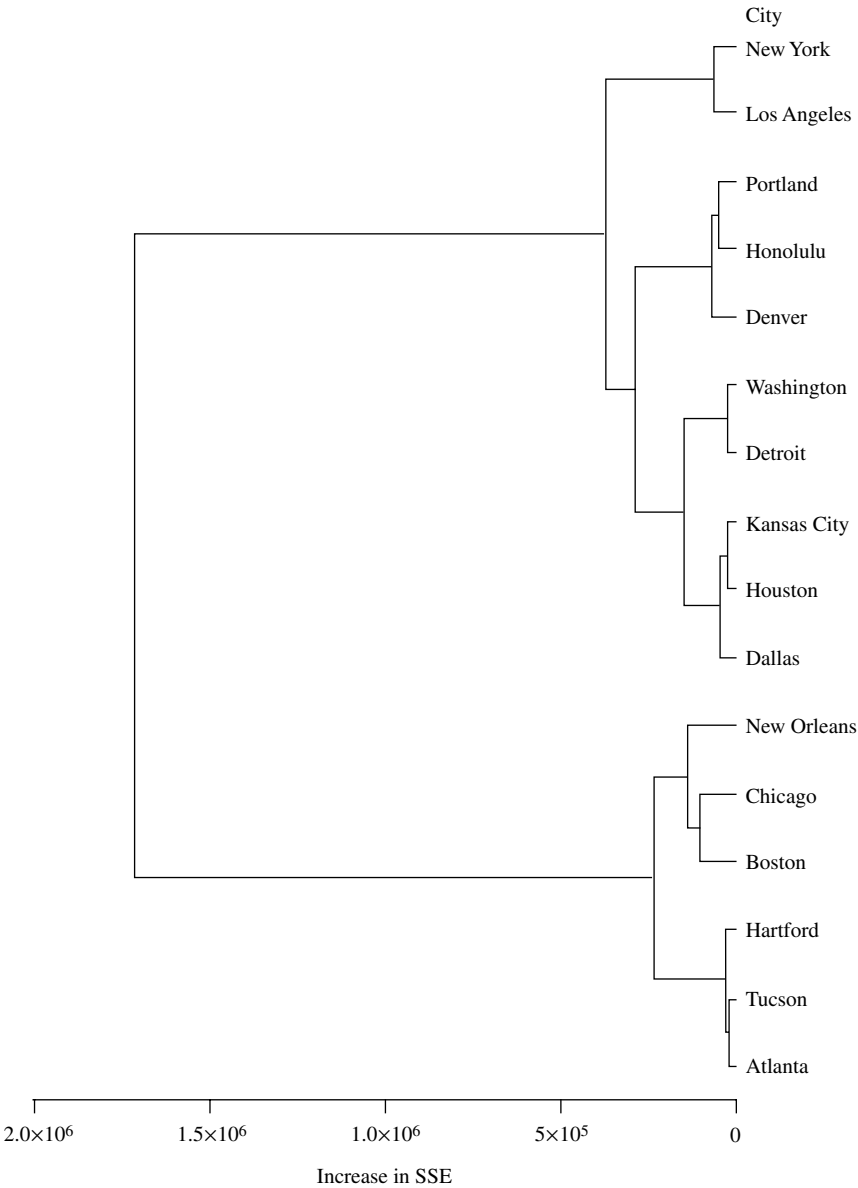 City
New York
Los Angeles
Portland
Honolulu
Denver
Washington
Detroit
Kansas City
Houston
Dallas
New Orleans
Chicago
Boston
Hartford
Tucson
Atlanta
2.0×10⁶ 1.5×10⁶ 1.0×10⁶ 5×10⁵ 0
Increase in SSE